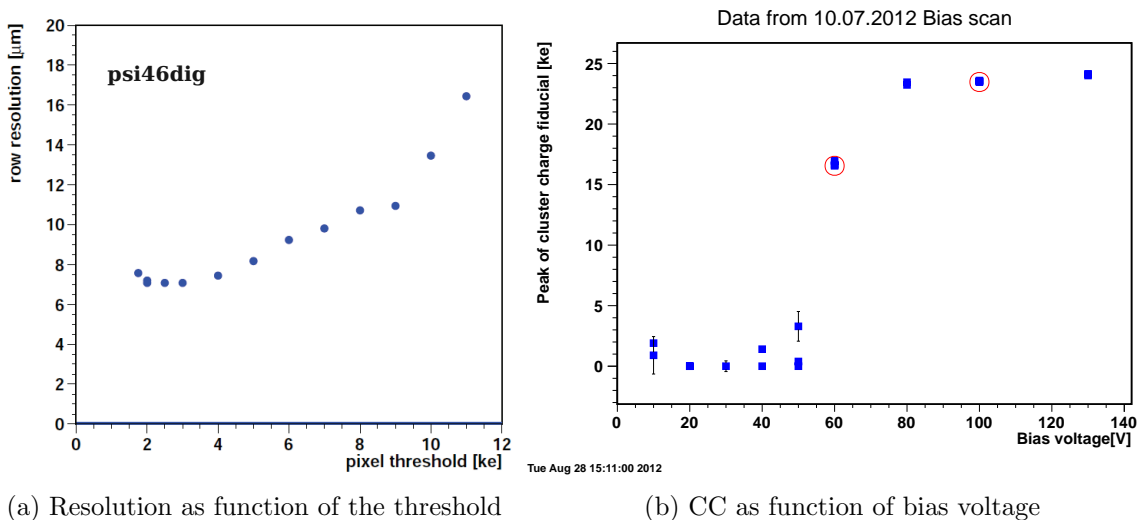 20
18
16
14
12
10
8
6
4
2
0
row resolution [μm]
psi46dig
0 2 4 6 8 10 12
pixel threshold [ke]
Data from 10.07.2012 Bias scan
Peak of cluster charge fiducial [ke]
25
20
15
10
5
0
0 20 40 60 80 100 120 140
Bias voltage[V]
Tue Aug 28 15:11:00 2012
(a) Resolution as function of the threshold
(b) CC as function of bias voltage